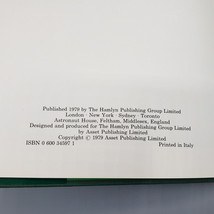 Published 1979 by The Hamlyn Publishing Group Limited
London · New York · Sydney · Toronto
Astronaut House, Feltham, Middlesex, England
Designed and produced for The Hamlyn Publishing Group Limited
by Asset Publishing Limited
Copyright © 1979 Asset Publishing Limited
ISBN 0 600 34597 1 Printed in Italy